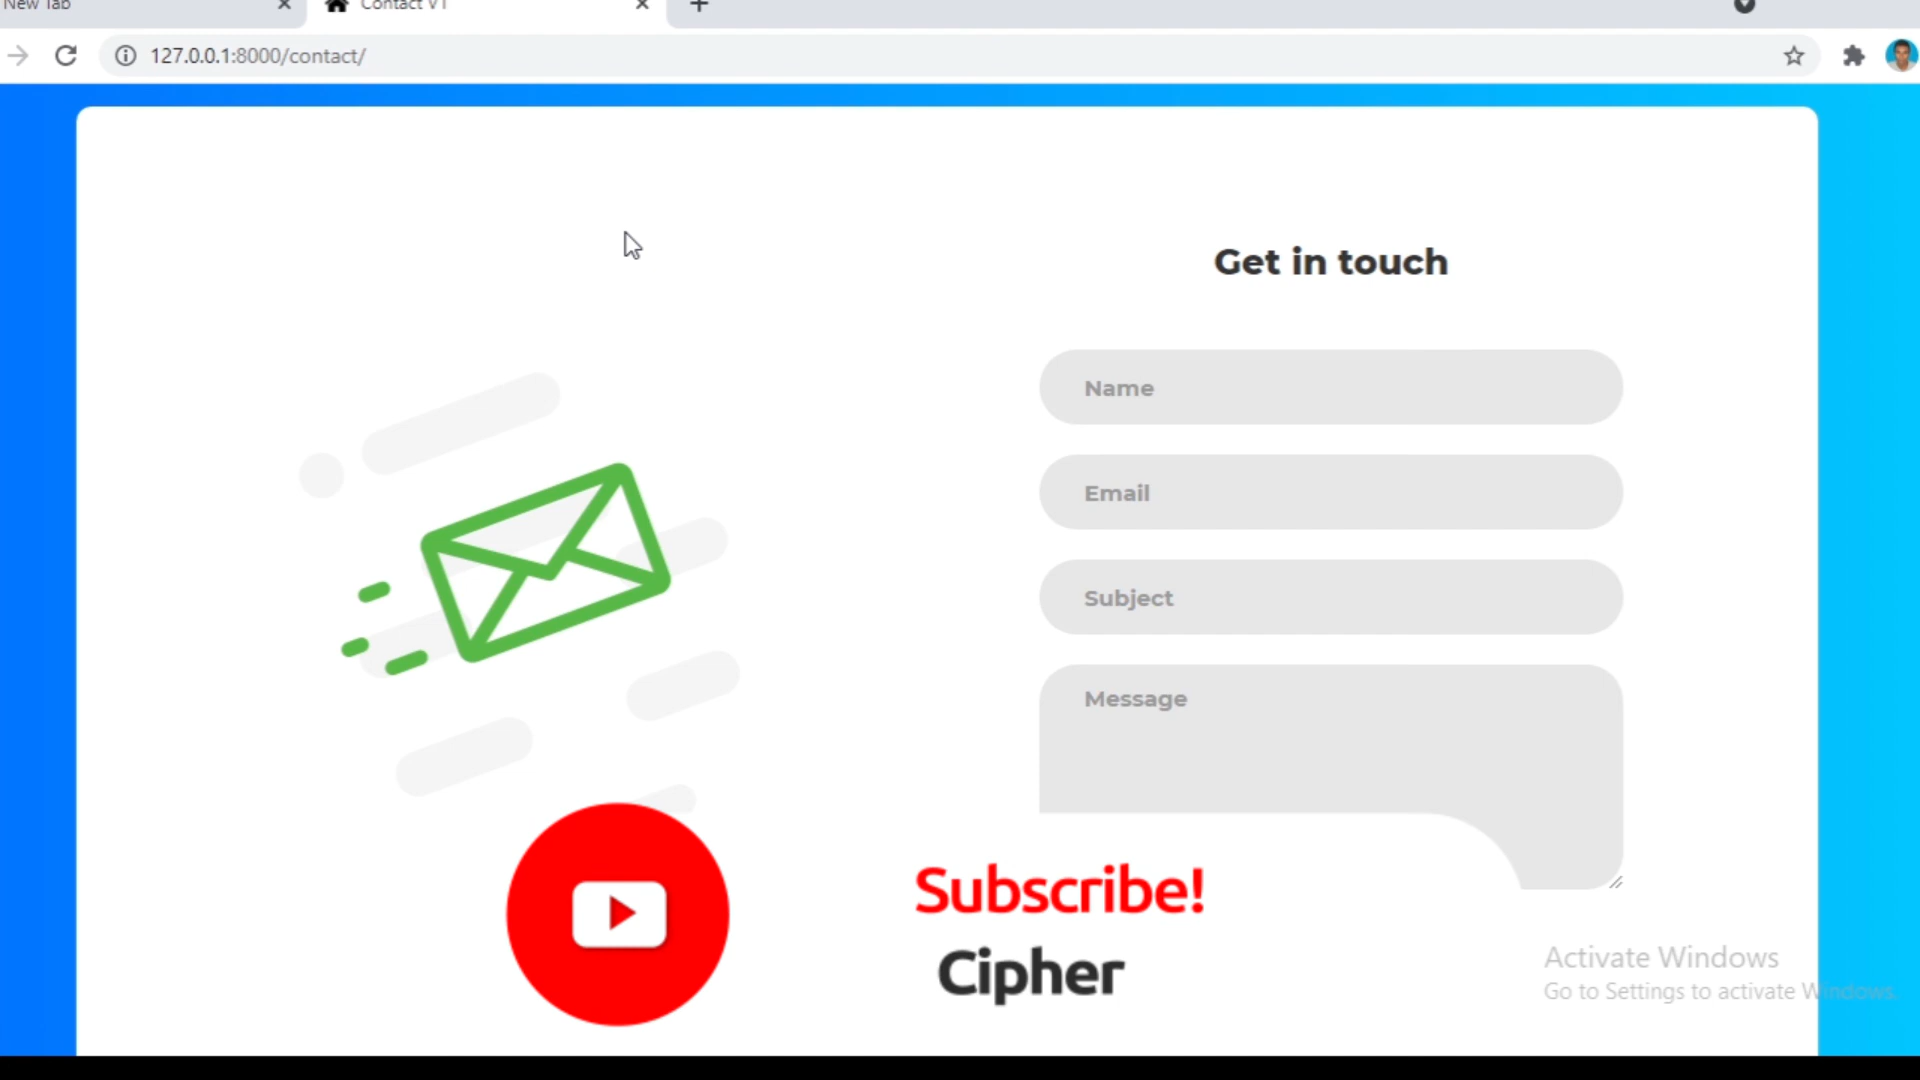 New Tab
Contact V1
127.0.0.1:8000/contact/
Get in touch
Name
Email
Subject
Message
Subscribe!
Cipher
Activate Windows
Go to Settings to activate Windows.